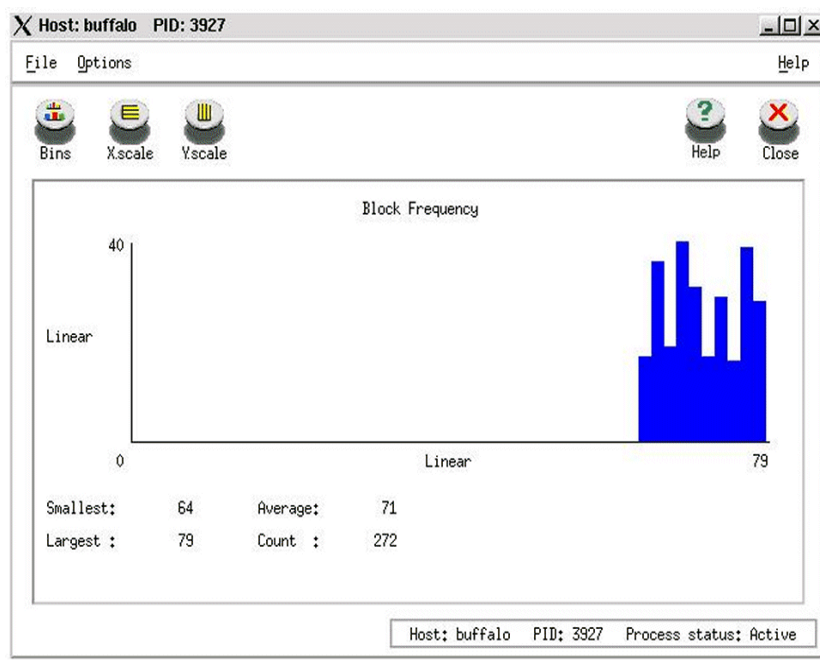 Host: buffalo PID: 3927
File Options Help
Bins X.scale Y.scale Help Close
Block Frequency
40
Linear
0 Linear 79
Smallest: 64 Average: 71
Largest : 79 Count : 272
Host: buffalo PID: 3927 Process status: Active